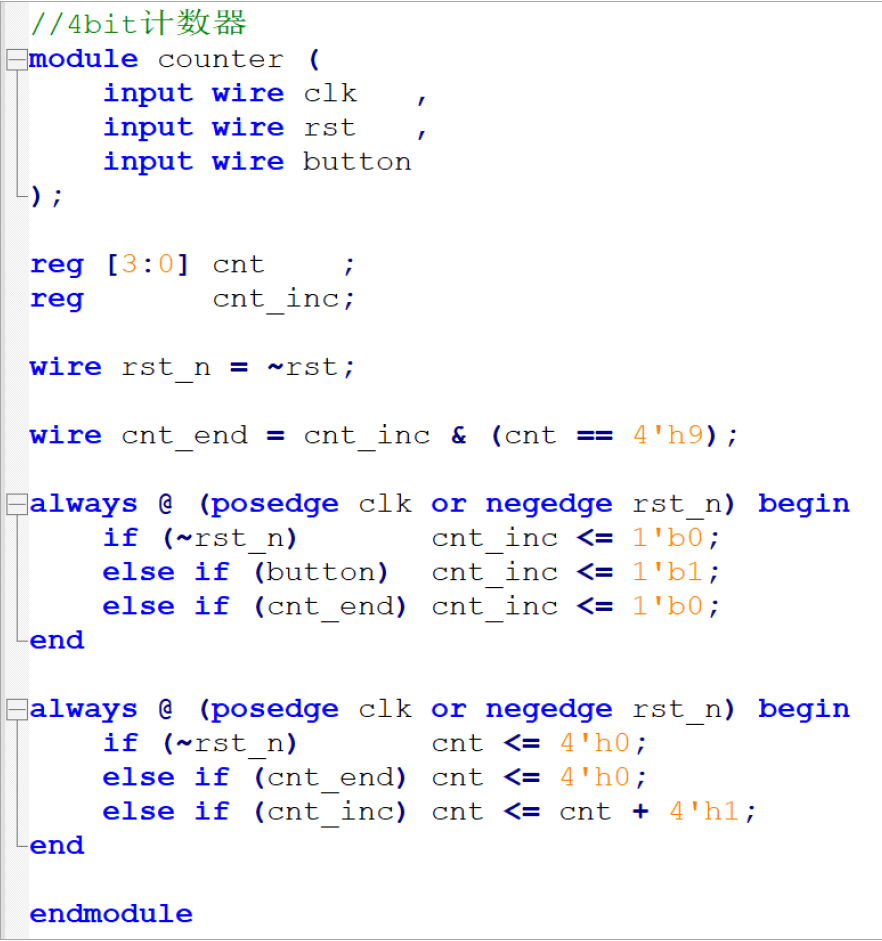 //4bit计数器
module counter (
    input wire clk   ,
    input wire rst   ,
    input wire button
);

reg [3:0] cnt    ;
reg       cnt_inc;

wire rst_n = ~rst;

wire cnt_end = cnt_inc & (cnt == 4'h9);

always @ (posedge clk or negedge rst_n) begin
    if (~rst_n)       cnt_inc <= 1'b0;
    else if (button)  cnt_inc <= 1'b1;
    else if (cnt_end) cnt_inc <= 1'b0;
end

always @ (posedge clk or negedge rst_n) begin
    if (~rst_n)       cnt <= 4'h0;
    else if (cnt_end) cnt <= 4'h0;
    else if (cnt_inc) cnt <= cnt + 4'h1;
end

endmodule